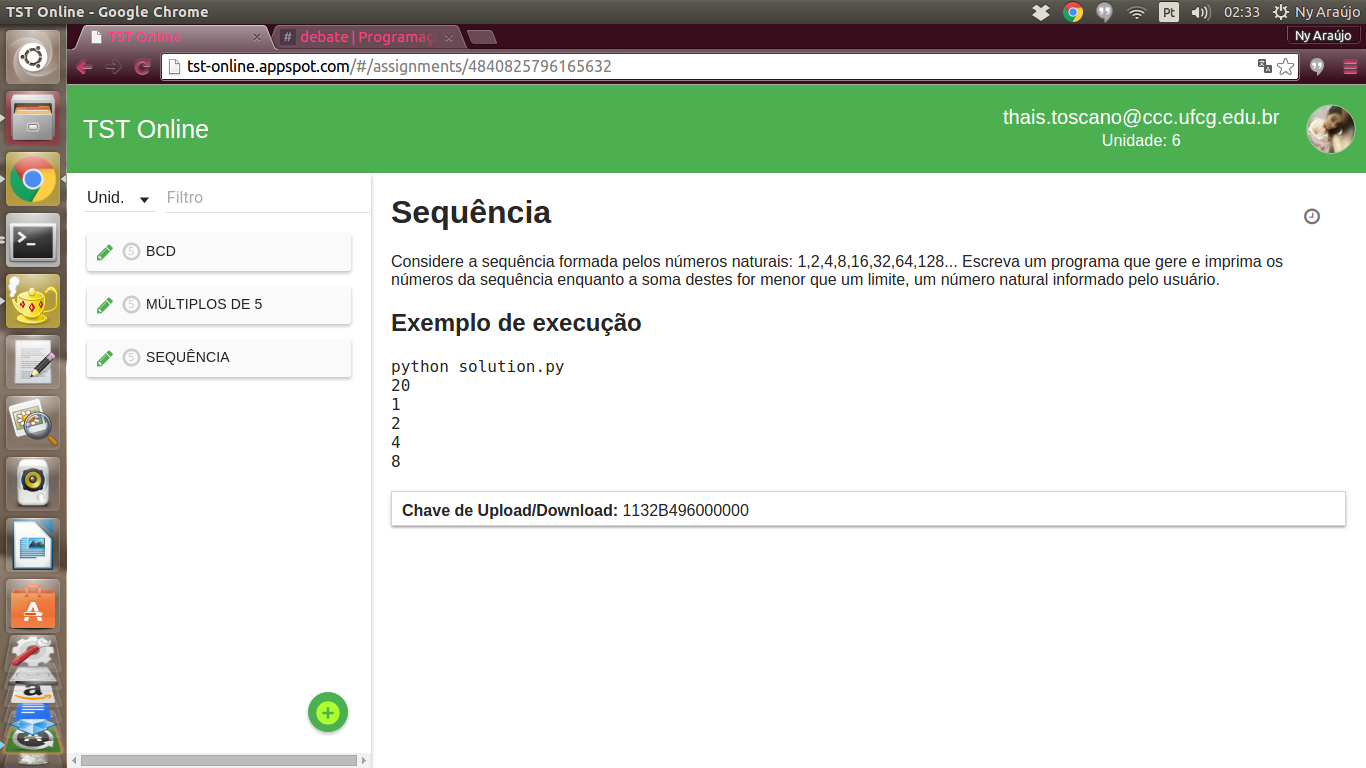 TST Online - Google Chrome
Pt
02:33
Ny Araújo
TST Online
# debate | Programaç
Ny Araújo
tst-online.appspot.com/#/assignments/4840825796165632
TST Online
thais.toscano@ccc.ufcg.edu.br
Unidade: 6
Unid.
Filtro
5 BCD
5 MÚLTIPLOS DE 5
5 SEQUÊNCIA
Sequência
Considere a sequência formada pelos números naturais: 1,2,4,8,16,32,64,128... Escreva um programa que gere e imprima os
números da sequência enquanto a soma destes for menor que um limite, um número natural informado pelo usuário.
Exemplo de execução
python solution.py
20
1
2
4
8
Chave de Upload/Download: 1132B496000000